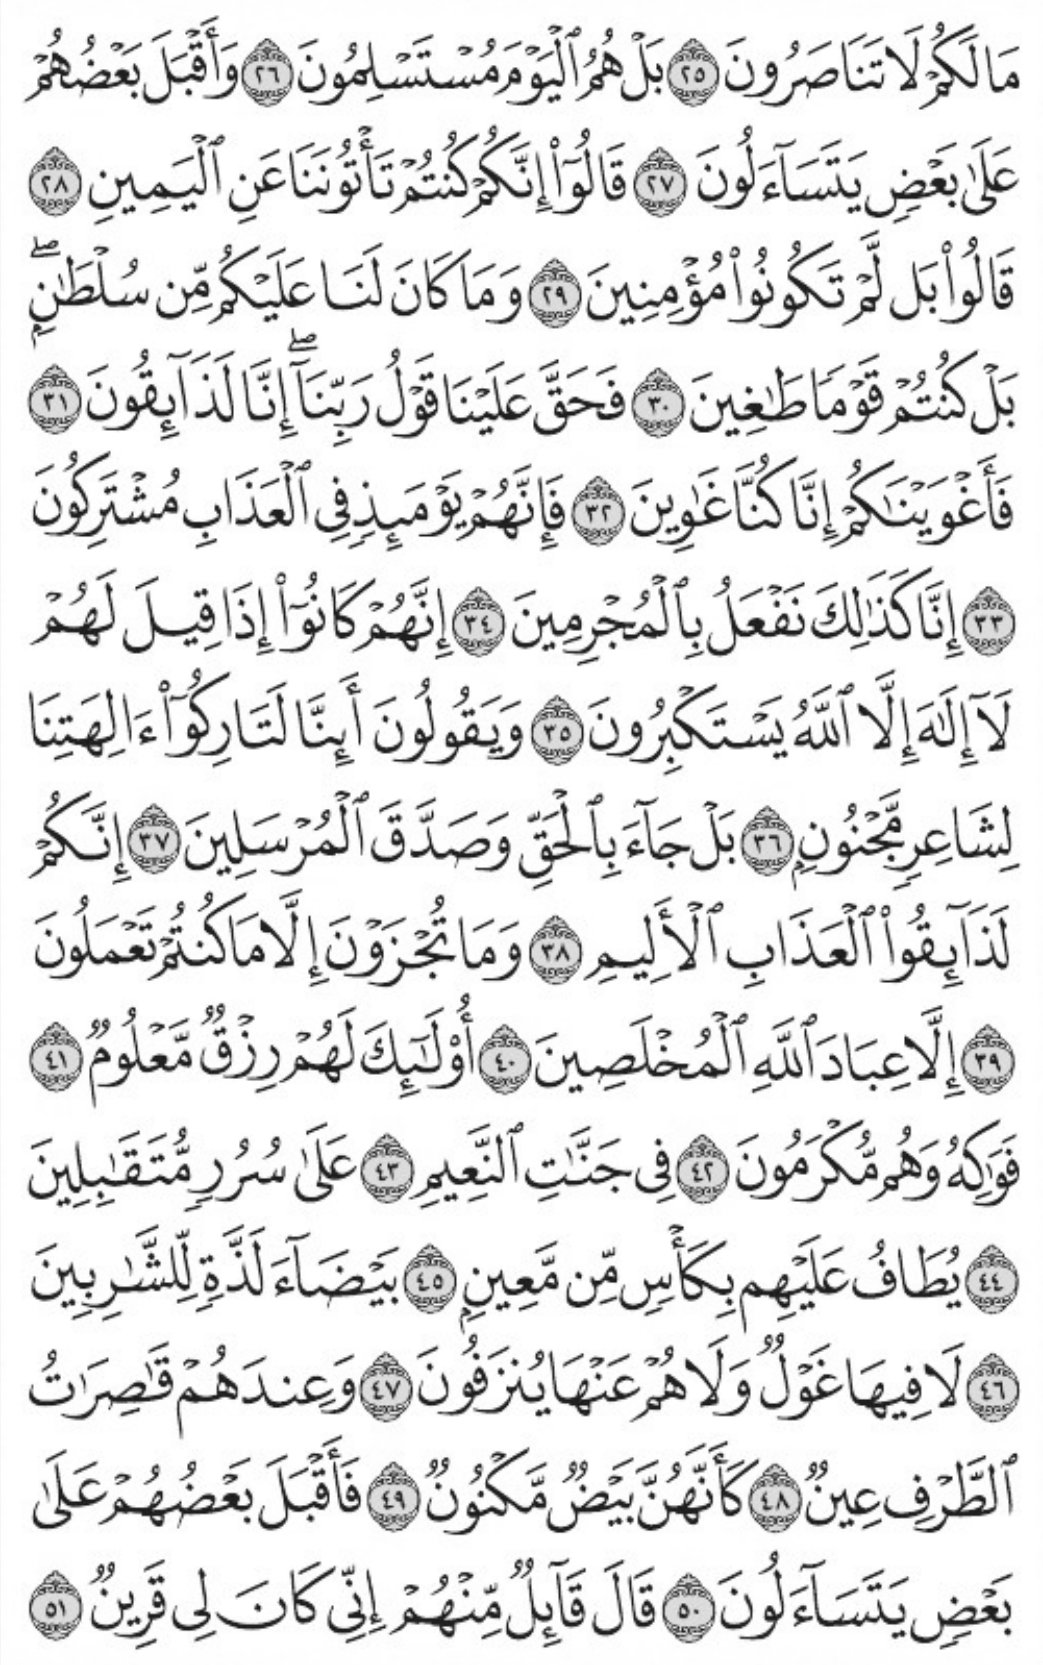 مَا لَكُمْ لَا تَنَاصَرُونَ ٢٥ بَلْ هُمُ ٱلْيَوْمَ مُسْتَسْلِمُونَ ٢٦ وَأَقْبَلَ بَعْضُهُمْ
عَلَىٰ بَعْضٍ يَتَسَآءَلُونَ ٢٧ قَالُوٓا۟ إِنَّكُمْ كُنتُمْ تَأْتُونَنَا عَنِ ٱلْيَمِينِ ٢٨
قَالُوا۟ بَل لَّمْ تَكُونُوا۟ مُؤْمِنِينَ ٢٩ وَمَا كَانَ لَنَا عَلَيْكُم مِّن سُلْطَٰنٍۭ ۖ
بَلْ كُنتُمْ قَوْمًا طَٰغِينَ ٣٠ فَحَقَّ عَلَيْنَا قَوْلُ رَبِّنَآ ۖ إِنَّا لَذَآئِقُونَ ٣١
فَأَغْوَيْنَٰكُمْ إِنَّا كُنَّا غَٰوِينَ ٣٢ فَإِنَّهُمْ يَوْمَئِذٍ فِى ٱلْعَذَابِ مُشْتَرِكُونَ
٣٣ إِنَّا كَذَٰلِكَ نَفْعَلُ بِٱلْمُجْرِمِينَ ٣٤ إِنَّهُمْ كَانُوٓا۟ إِذَا قِيلَ لَهُمْ
لَآ إِلَٰهَ إِلَّا ٱللَّهُ يَسْتَكْبِرُونَ ٣٥ وَيَقُولُونَ أَئِنَّا لَتَارِكُوٓا۟ ءَالِهَتِنَا
لِشَاعِرٍ مَّجْنُونٍۭ ٣٦ بَلْ جَآءَ بِٱلْحَقِّ وَصَدَّقَ ٱلْمُرْسَلِينَ ٣٧ إِنَّكُمْ
لَذَآئِقُوا۟ ٱلْعَذَابِ ٱلْأَلِيمِ ٣٨ وَمَا تُجْزَوْنَ إِلَّا مَا كُنتُمْ تَعْمَلُونَ
٣٩ إِلَّا عِبَادَ ٱللَّهِ ٱلْمُخْلَصِينَ ٤٠ أُو۟لَٰٓئِكَ لَهُمْ رِزْقٌ مَّعْلُومٌ ٤١
فَوَٰكِهُ وَهُم مُّكْرَمُونَ ٤٢ فِى جَنَّٰتِ ٱلنَّعِيمِ ٤٣ عَلَىٰ سُرُرٍ مُّتَقَٰبِلِينَ
٤٤ يُطَافُ عَلَيْهِم بِكَأْسٍ مِّن مَّعِينٍۭ ٤٥ بَيْضَآءَ لَذَّةٍ لِّلشَّٰرِبِينَ
٤٦ لَا فِيهَا غَوْلٌ وَلَا هُمْ عَنْهَا يُنزَفُونَ ٤٧ وَعِندَهُمْ قَٰصِرَٰتُ
ٱلطَّرْفِ عِينٌ ٤٨ كَأَنَّهُنَّ بَيْضٌ مَّكْنُونٌ ٤٩ فَأَقْبَلَ بَعْضُهُمْ عَلَىٰ
بَعْضٍ يَتَسَآءَلُونَ ٥٠ قَالَ قَآئِلٌ مِّنْهُمْ إِنِّى كَانَ لِى قَرِينٌ ٥١